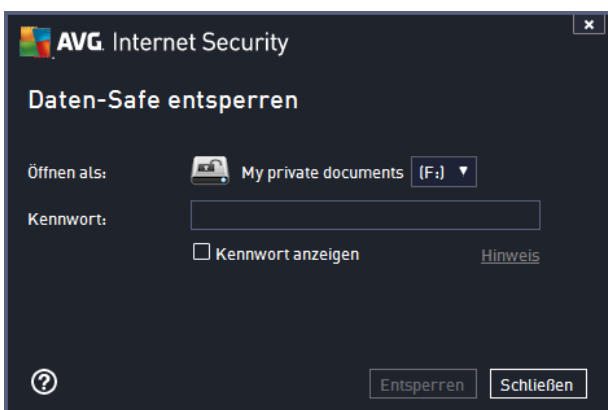 AVG. Internet Security
Daten-Safe entsperren
Öffnen als: My private documents (F:)
Kennwort:
Kennwort anzeigen Hinweis
Entsperren Schließen